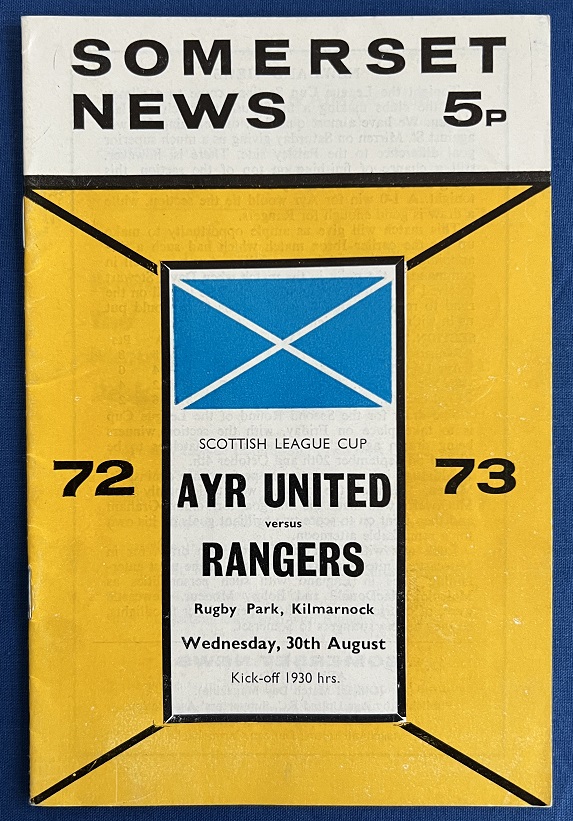 SOMERSET
NEWS 5P
72 73
SCOTTISH LEAGUE CUP
AYR UNITED
versus
RANGERS
Rugby Park, Kilmarnock
Wednesday, 30th August
Kick-off 1930 hrs.